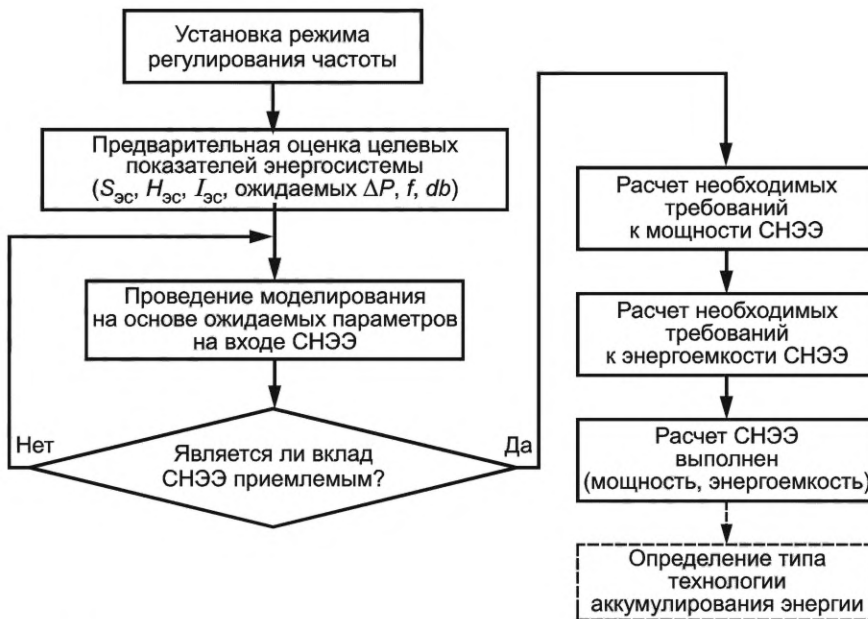 Установка режима
регулирования частоты
Предварительная оценка целевых
показателей энергосистемы
(Sэс, Hэс, Iэс, ожидаемых ΔP, f, db)
Проведение моделирования
на основе ожидаемых параметров
на входе СНЭЭ
Нет
Является ли вклад
СНЭЭ приемлемым?
Да
Расчет необходимых
требований
к мощности СНЭЭ
Расчет необходимых
требований
к энергоемкости СНЭЭ
Расчет СНЭЭ
выполнен
(мощность, энергоемкость)
Определение типа
технологии
аккумулирования энергии